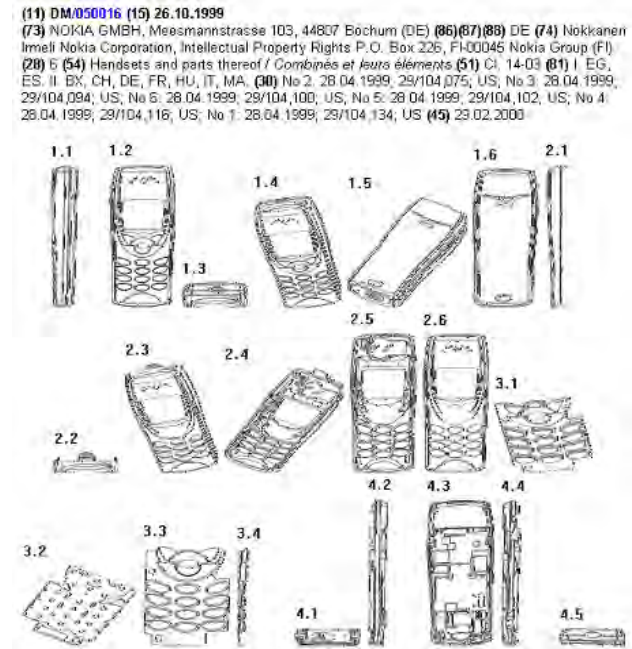 (11) DM/050016 (15) 26.10.1999
(73) NOKIA GMBH, Meesmannstrasse 103, 44807 Bochum (DE) (86)(87)(88) DE (74) Nokkanen
Irmeli Nokia Corporation, Intellectual Property Rights P.O. Box 226, FI-00045 Nokia Group (FI)
(28) 6 (54) Handsets and parts thereof / Combinés et leurs éléments (51) Cl. 14-03 (81) I. EG,
ES. II. BX, CH, DE, FR, HU, IT, MA. (30) No 2: 28.04.1999; 29/104,075; US; No 3: 28.04.1999;
29/104,094; US; No 6: 28.04.1999; 29/104,100; US; No 5: 28.04.1999; 29/104,102; US; No 4:
28.04.1999; 29/104,116; US; No 1: 28.04.1999; 29/104,134; US (45) 29.02.2000
1.1 1.2 1.3 1.4 1.5 1.6 2.1
2.2 2.3 2.4 2.5 2.6 3.1
3.2 3.3 3.4 4.1 4.2 4.3 4.4 4.5